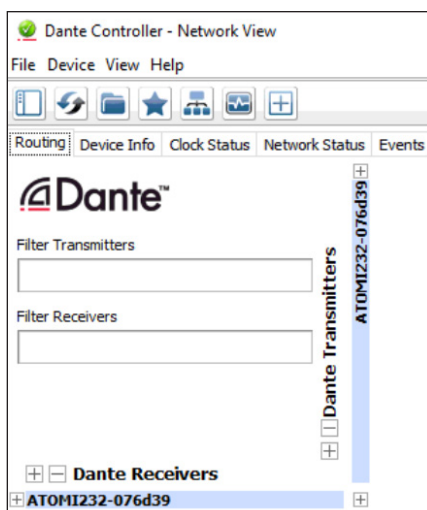 Dante Controller - Network View
File Device View Help
Routing Device Info Clock Status Network Status Events
Dante™
Filter Transmitters
Filter Receivers
Dante Transmitters
ATOMI232-076d39
Dante Receivers
ATOMI232-076d39